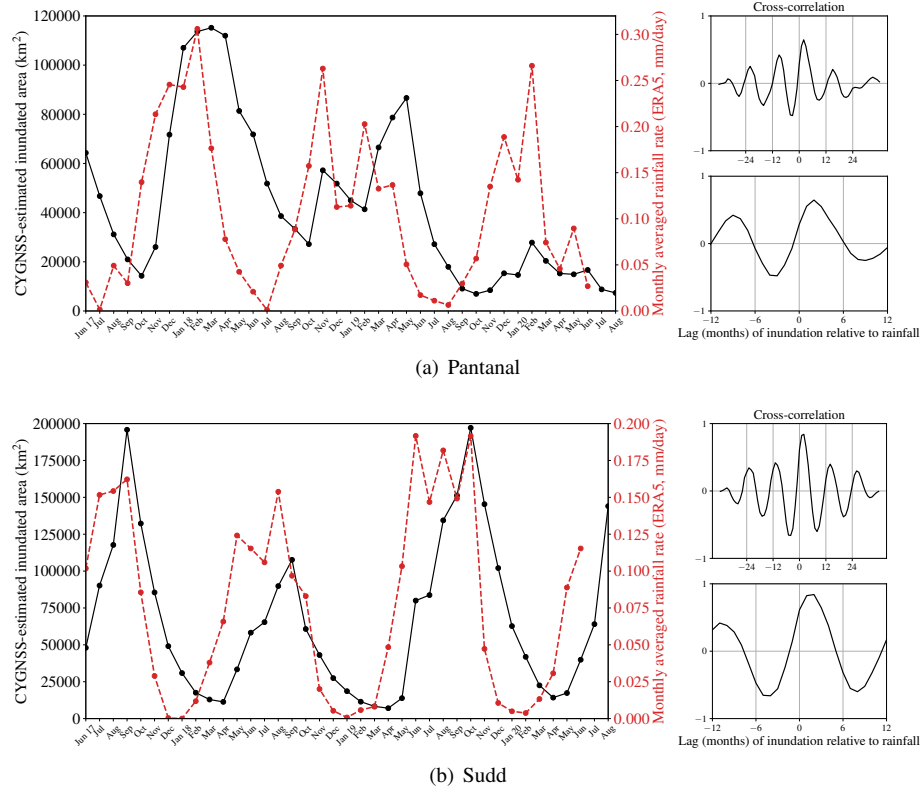 120000
100000
80000
60000
40000
20000
0
CYGNSS-estimated inundated area (km²)
0.30
0.25
0.20
0.15
0.10
0.05
0.00
Monthly averaged rainfall rate (ERA5, mm/day)
Jun 17 Jul Aug Sep Oct Nov Dec Jan 18 Feb Mar Apr May Jun Jul Aug Sep Oct Nov Dec Jan 19 Feb Mar Apr May Jun Jul Aug Sep Oct Nov Dec Jan 20 Feb Mar Apr May Jun Jul Aug
Cross-correlation
1
0
−1
−24 −12 0 12 24
1
0
−1
−12 −6 0 6 12
Lag (months) of inundation relative to rainfall
(a) Pantanal
200000
175000
150000
125000
100000
75000
50000
25000
0
CYGNSS-estimated inundated area (km²)
0.200
0.175
0.150
0.125
0.100
0.075
0.050
0.025
0.000
Monthly averaged rainfall rate (ERA5, mm/day)
Jun 17 Jul Aug Sep Oct Nov Dec Jan 18 Feb Mar Apr May Jun Jul Aug Sep Oct Nov Dec Jan 19 Feb Mar Apr May Jun Jul Aug Sep Oct Nov Dec Jan 20 Feb Mar Apr May Jun Jul Aug
Cross-correlation
1
0
−1
−24 −12 0 12 24
1
0
−1
−12 −6 0 6 12
Lag (months) of inundation relative to rainfall
(b) Sudd